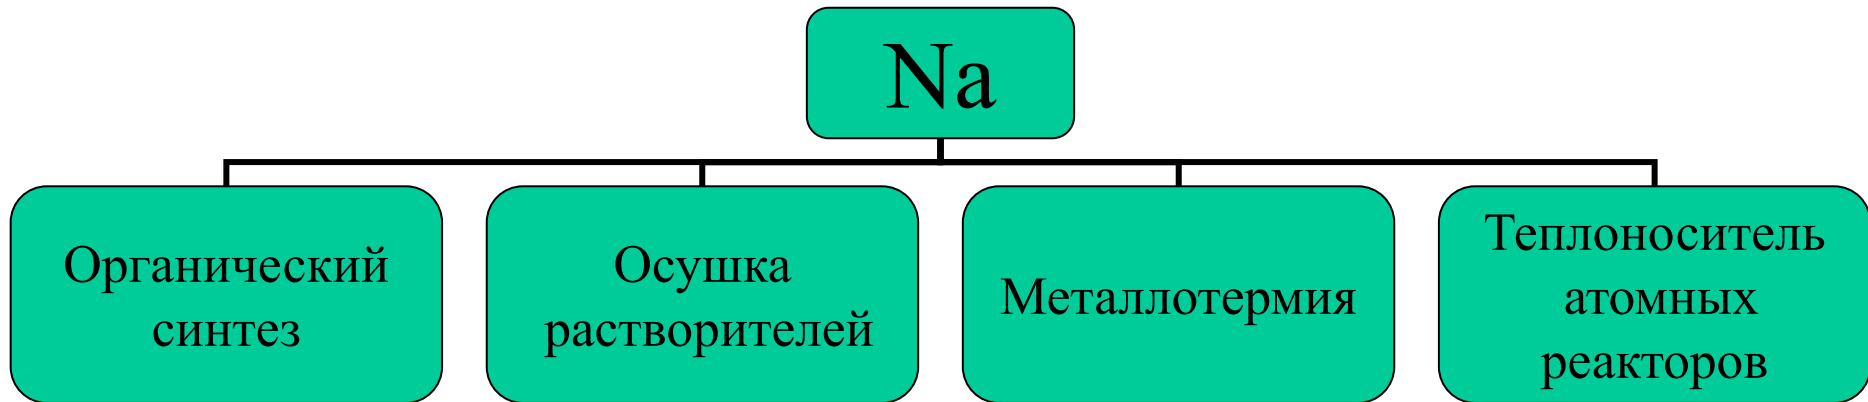 Na
Органический
синтез
Осушка
растворителей
Металлотермия
Теплоноситель
атомных
реакторов